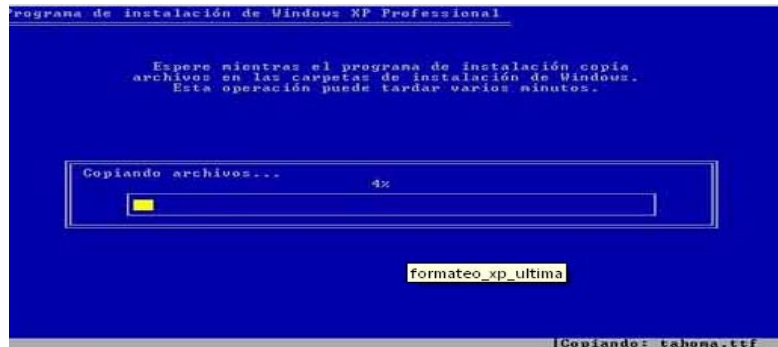 Programa de instalación de Windows XP Professional
Espere mientras el programa de instalación copia
archivos en las carpetas de instalación de Windows.
Esta operación puede tardar varios minutos.
Copiando archivos...
4%
formateo_xp_ultima
Copiando: tahoma.ttf